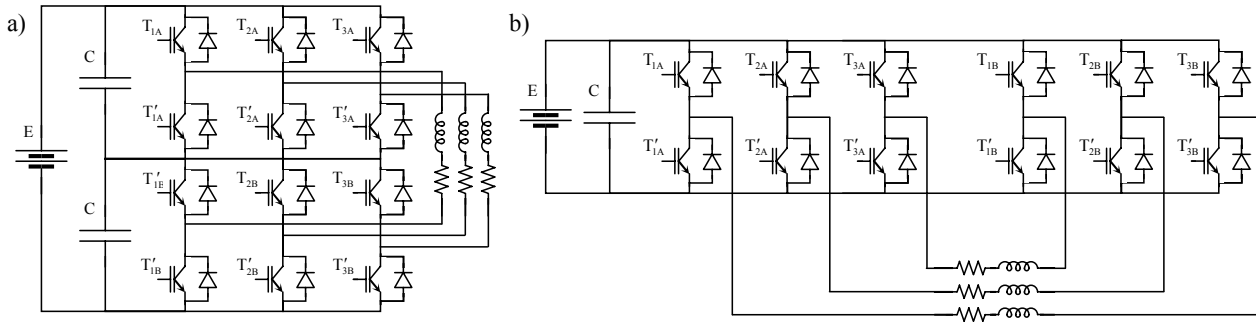 a)
T1A T2A T3A
C
T′1A T′2A T′3A
E
T′1E T2B T3B
C
T′1B T′2B T′3B
b)
T1A T2A T3A T1B T2B T3B
E C
T′1A T′2A T′3A T′1B T′2B T′3B